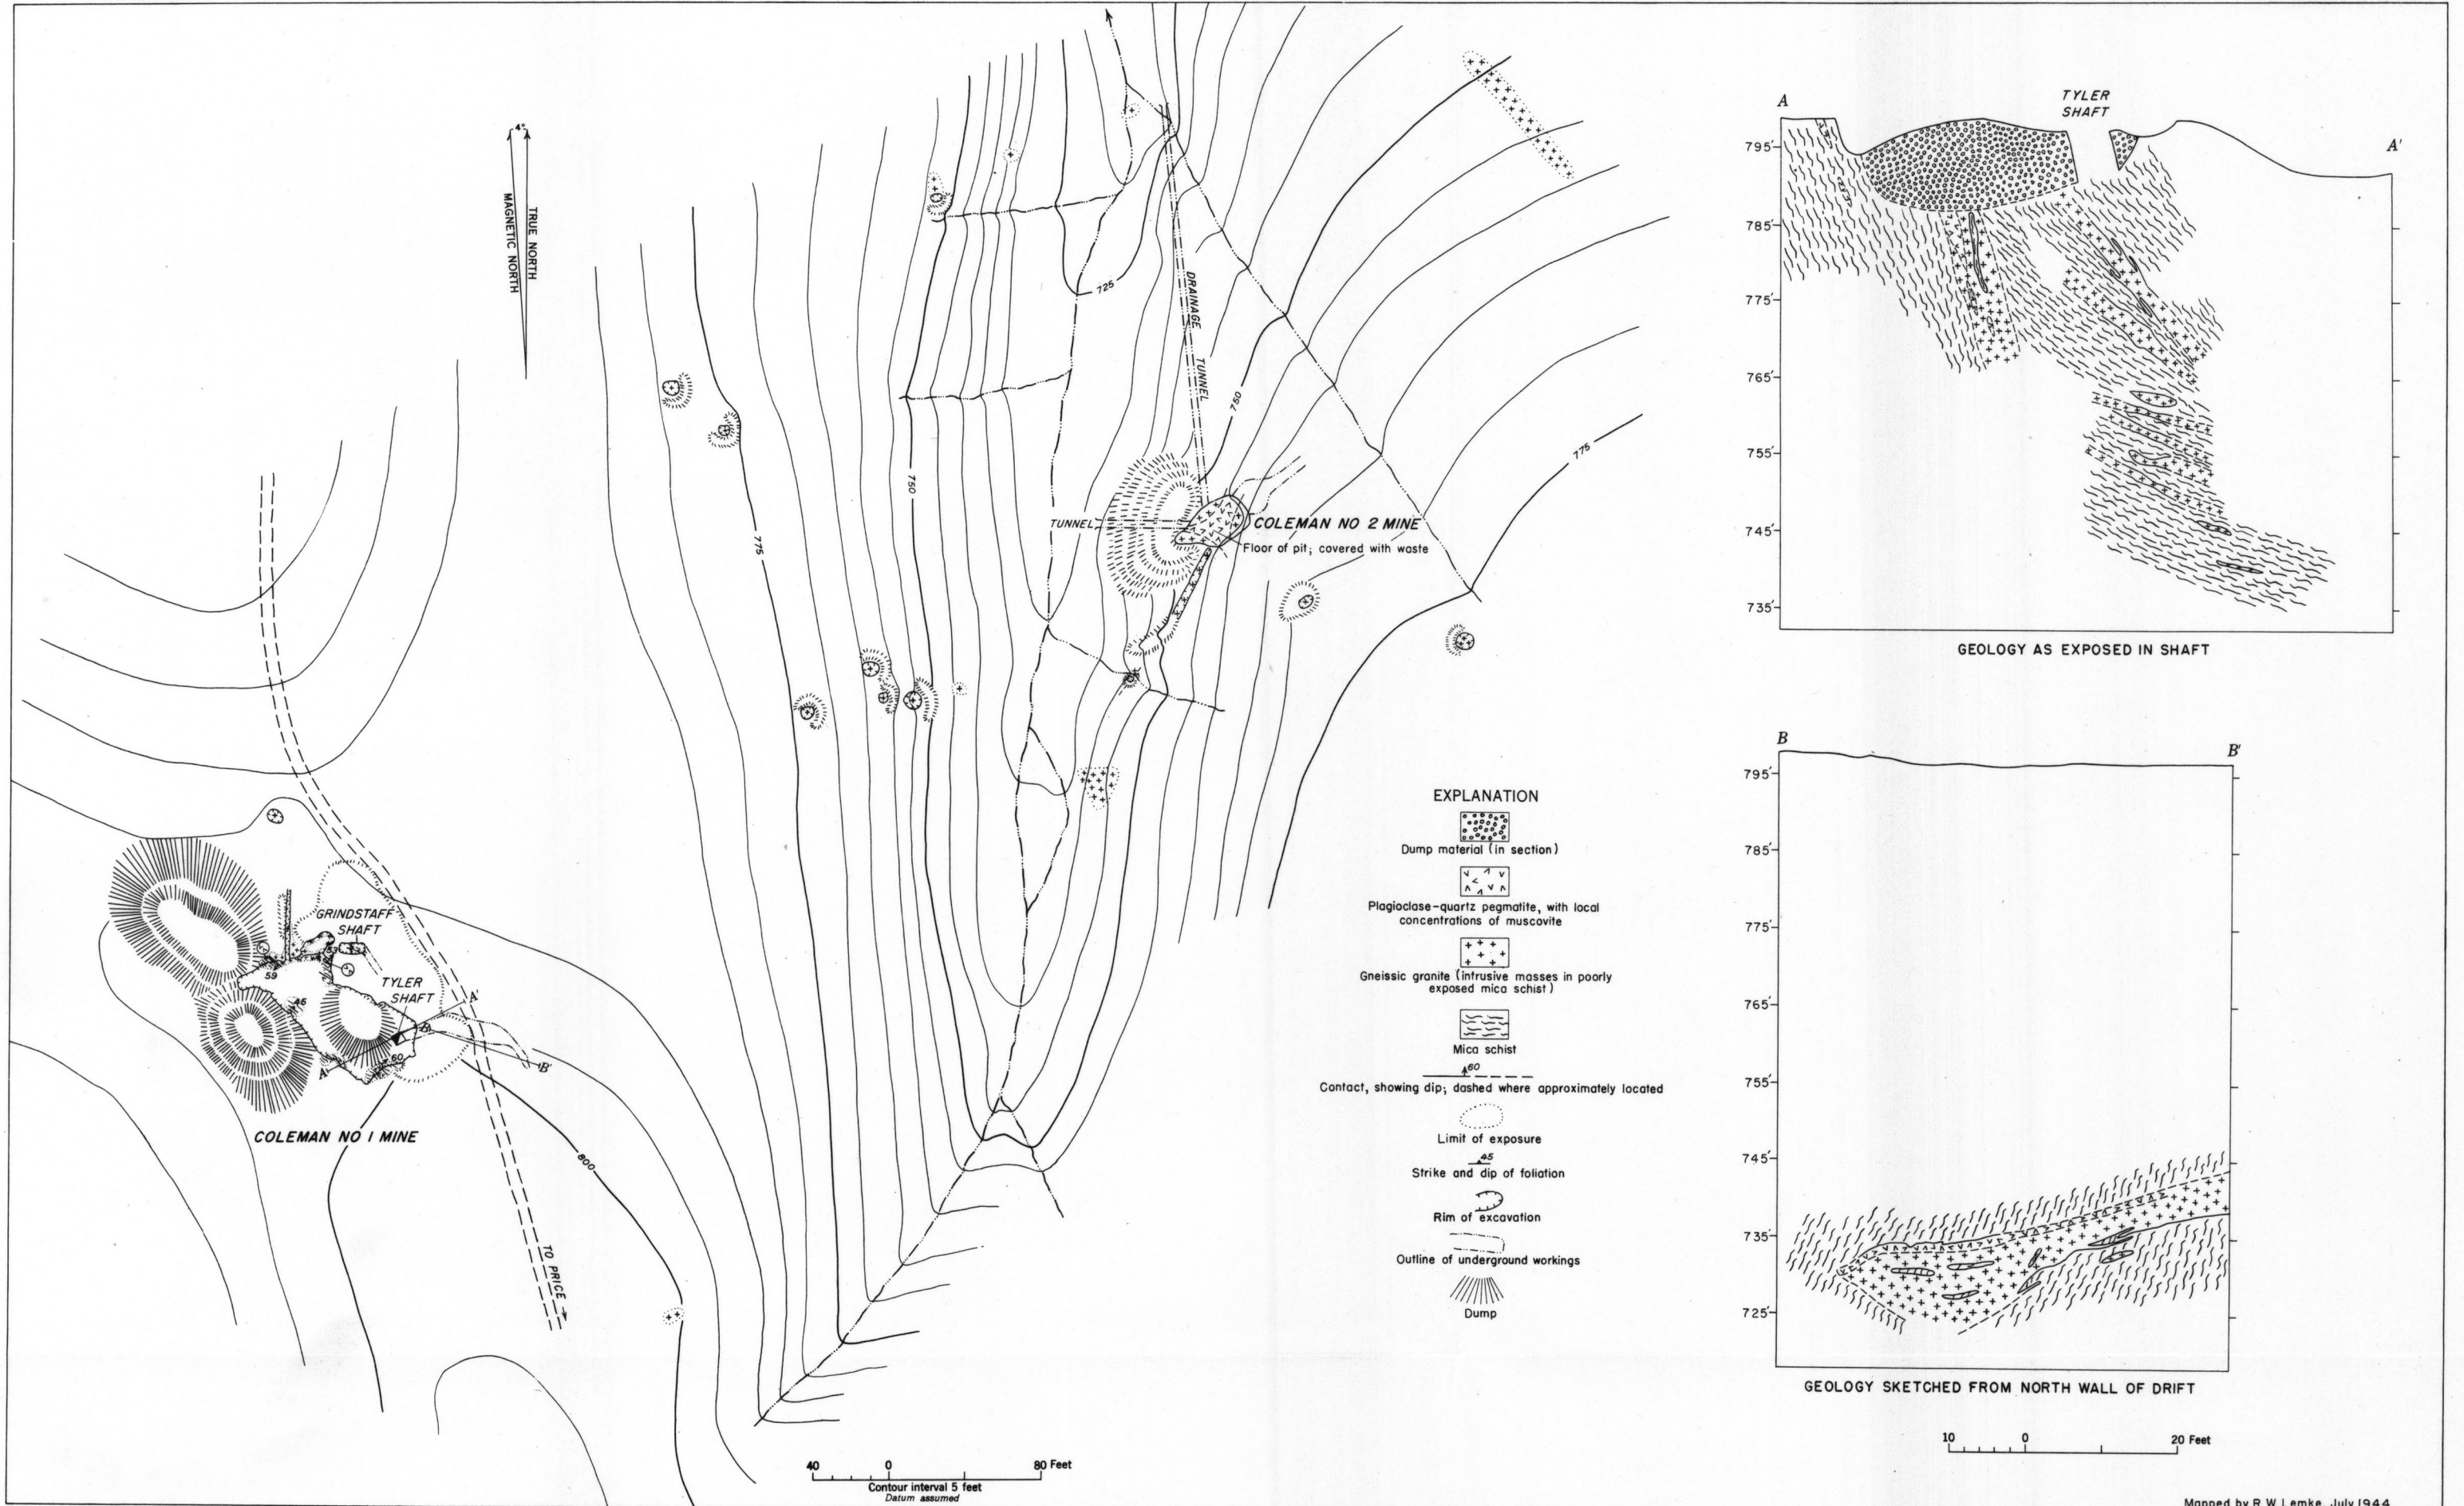 4°
TRUE NORTH
MAGNETIC NORTH
725
DRAINAGE TUNNEL
750
750
775
775
TUNNEL
COLEMAN NO 2 MINE
Floor of pit; covered with waste
GRINDSTAFF
SHAFT
53
59
45
TYLER
SHAFT
A'
B
60
A
B'
COLEMAN NO 1 MINE
800
TO PRICE
40 0 80 Feet
Contour interval 5 feet
Datum assumed
EXPLANATION
Dump material (in section)
Plagioclase-quartz pegmatite, with local
concentrations of muscovite
Gneissic granite (intrusive masses in poorly
exposed mica schist)
Mica schist
60
Contact, showing dip; dashed where approximately located
Limit of exposure
45
Strike and dip of foliation
Rim of excavation
Outline of underground workings
Dump
A
TYLER
SHAFT
A'
795'
785'
775'
765'
755'
745'
735'
GEOLOGY AS EXPOSED IN SHAFT
B
B'
795'
785'
775'
765'
755'
745'
735'
725'
GEOLOGY SKETCHED FROM NORTH WALL OF DRIFT
10 0 20 Feet
Mapped by R.W. Lemke, July 1944